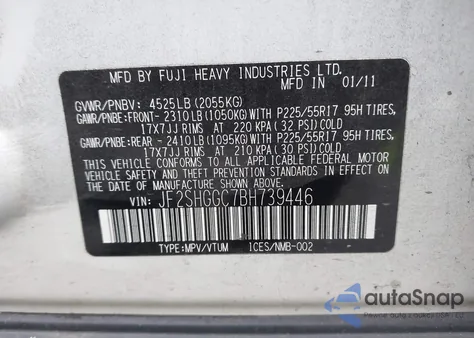 MFD BY FUJI HEAVY INDUSTRIES LTD. IN 01/11
GVWR/PNBV: 4525LB (2055KG)
GAWR/PNBE: FRONT- 2310LB (1050KG) WITH P225/55R17 95H TIRES,
17X7JJ RIMS AT 220 KPA (32 PSI) COLD
GAWR/PNBE: REAR - 2410LB (1095KG) WITH P225/55R17 95H TIRES,
17X7JJ RIMS AT 210 KPA (30 PSI) COLD
THIS VEHICLE CONFORMS TO ALL APPLICABLE FEDERAL MOTOR
VEHICLE SAFETY, BUMPER, AND THEFT PREVENTION STANDARDS IN
EFFECT ON THE DATE OF MANUFACTURE SHOWN ABOVE.
VIN: JF2SHGGC7BH739446
TYPE:MPV/VTUM ICES/NMB-002
autoSnap